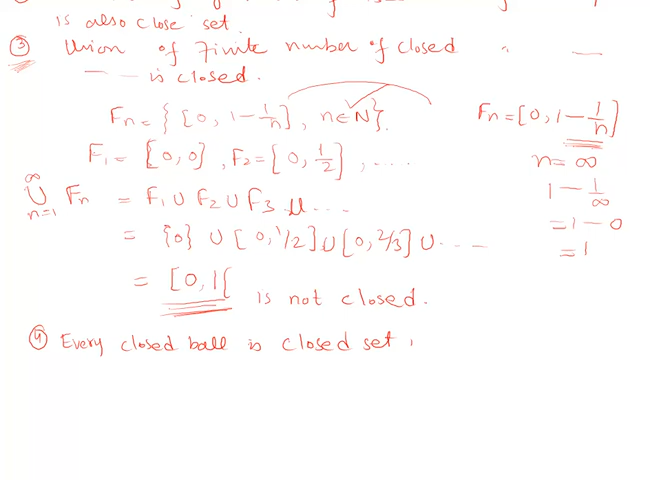 is also close set.
③ Union of Finite number of closed
is closed.
Fn = { [0, 1 - 1/n], n ∈ N}.
F1 = [0, 0], F2 = [0, 1/2], ....
∞ ∪ n=1 Fn = F1 ∪ F2 ∪ F3 ∪ ....
= {0} ∪ [0, 1/2] ∪ [0, 2/3] ∪ ....
= [0, 1[ is not closed.
④ Every closed ball is closed set.
Fn = [0, 1 - 1/n]
n = ∞
1 - 1/∞
= 1 - 0
= 1